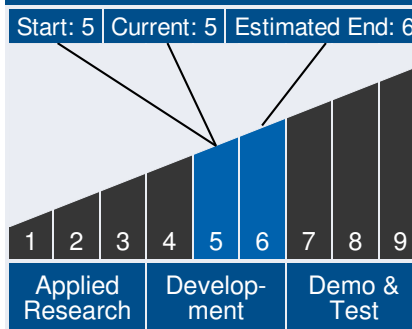 Start: 5 Current: 5 Estimated End: 6
1 2 3 4 5 6 7 8 9
Applied Research
Develop-
ment
Demo & Test